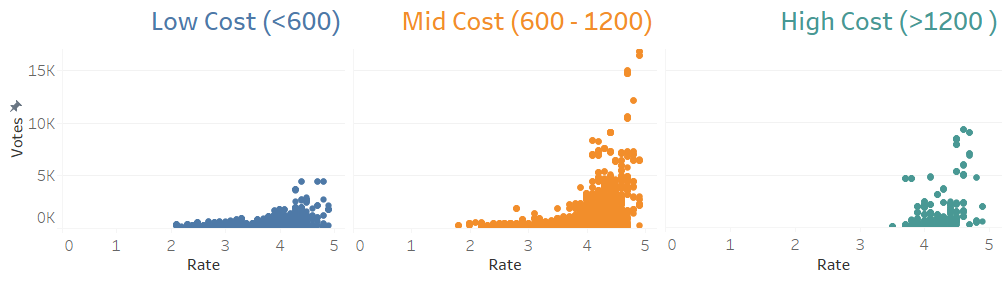 Low Cost (<600)
Mid Cost (600 - 1200)
High Cost (>1200 )
Votes
15K
10K
5K
0K
0 1 2 3 4 5
0 1 2 3 4 5
0 1 2 3 4 5
Rate
Rate
Rate